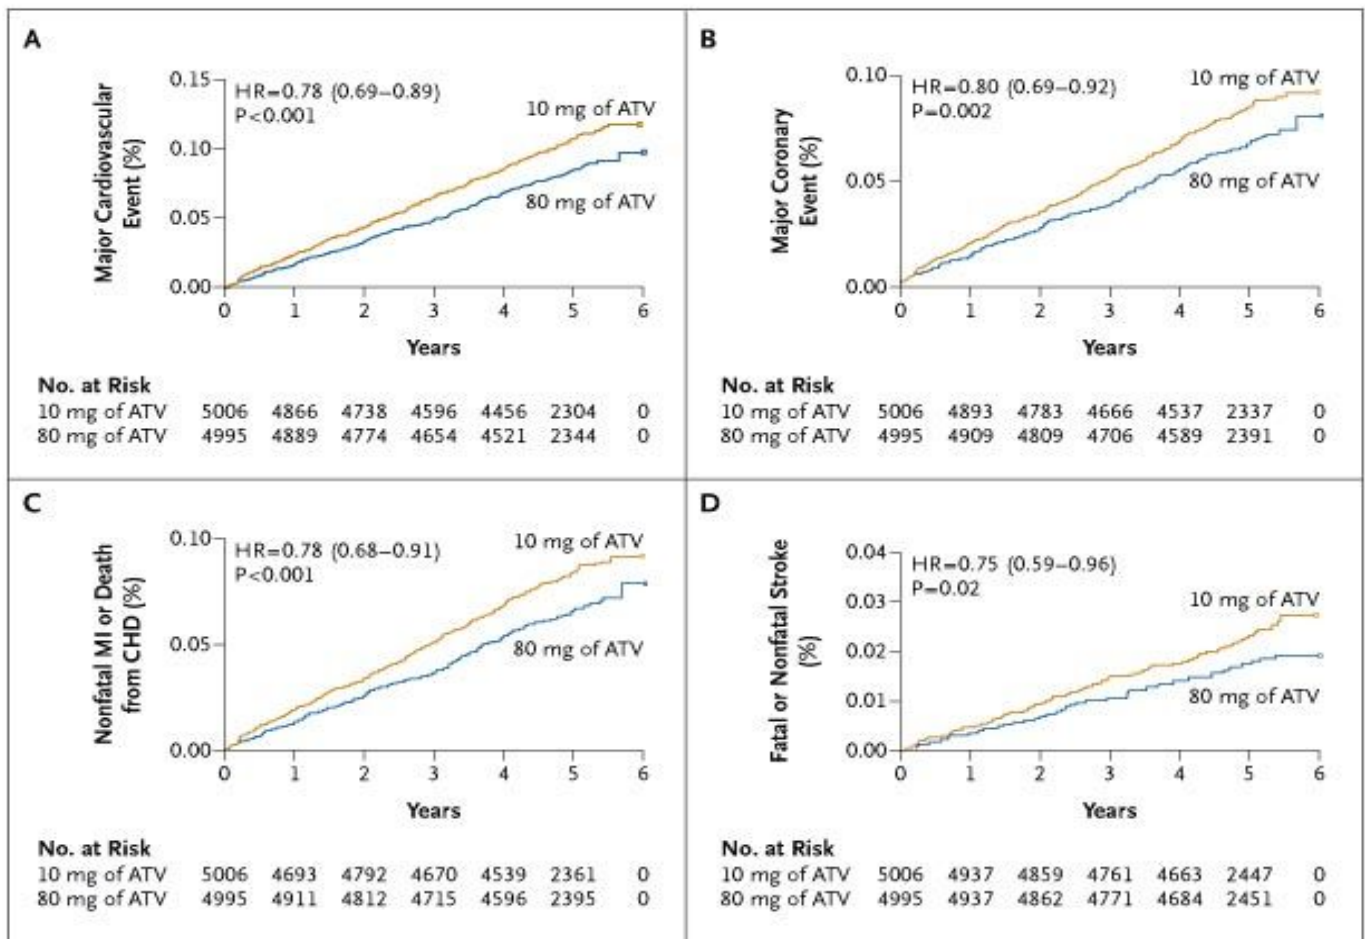 A
Major Cardiovascular
Event (%)
0.15
0.10
0.05
0.00
HR=0.78 (0.69–0.89)
P<0.001
10 mg of ATV
80 mg of ATV
0 1 2 3 4 5 6
Years
No. at Risk
10 mg of ATV 5006 4866 4738 4596 4456 2304 0
80 mg of ATV 4995 4889 4774 4654 4521 2344 0
B
Major Coronary
Event (%)
0.10
0.05
0.00
HR=0.80 (0.69–0.92)
P=0.002
10 mg of ATV
80 mg of ATV
0 1 2 3 4 5 6
Years
No. at Risk
10 mg of ATV 5006 4893 4783 4666 4537 2337 0
80 mg of ATV 4995 4909 4809 4706 4589 2391 0
C
Nonfatal MI or Death
from CHD (%)
0.10
0.05
0.00
HR=0.78 (0.68–0.91)
P<0.001
10 mg of ATV
80 mg of ATV
0 1 2 3 4 5 6
Years
No. at Risk
10 mg of ATV 5006 4693 4792 4670 4539 2361 0
80 mg of ATV 4995 4911 4812 4715 4596 2395 0
D
Fatal or Nonfatal Stroke
(%)
0.04
0.03
0.02
0.01
0.00
HR=0.75 (0.59–0.96)
P=0.02
10 mg of ATV
80 mg of ATV
0 1 2 3 4 5 6
Years
No. at Risk
10 mg of ATV 5006 4937 4859 4761 4663 2447 0
80 mg of ATV 4995 4937 4862 4771 4684 2451 0